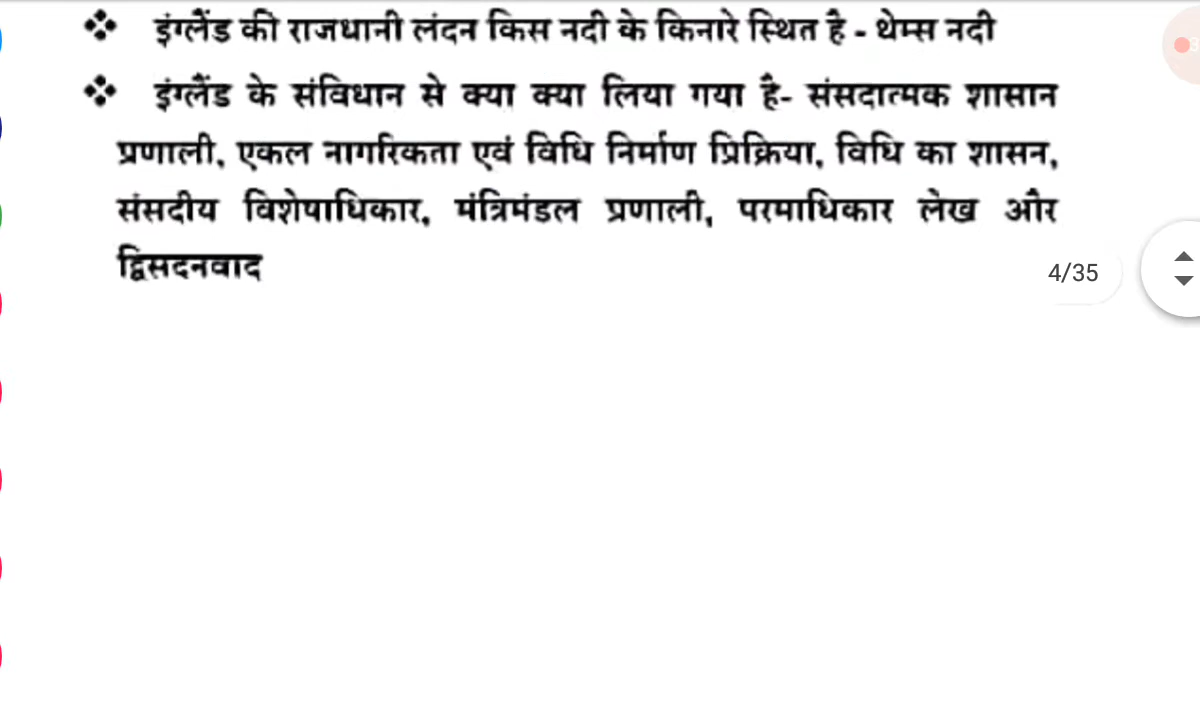 ❖ इंग्लैंड की राजधानी लंदन किस नदी के किनारे स्थित है - थेम्स नदी
❖ इंग्लैंड के संविधान से क्या क्या लिया गया है- संसदात्मक शासान
प्रणाली, एकल नागरिकता एवं विधि निर्माण प्रिक्रिया, विधि का शासन,
संसदीय विशेषाधिकार, मंत्रिमंडल प्रणाली, परमाधिकार लेख और
द्विसदनवाद
4/35